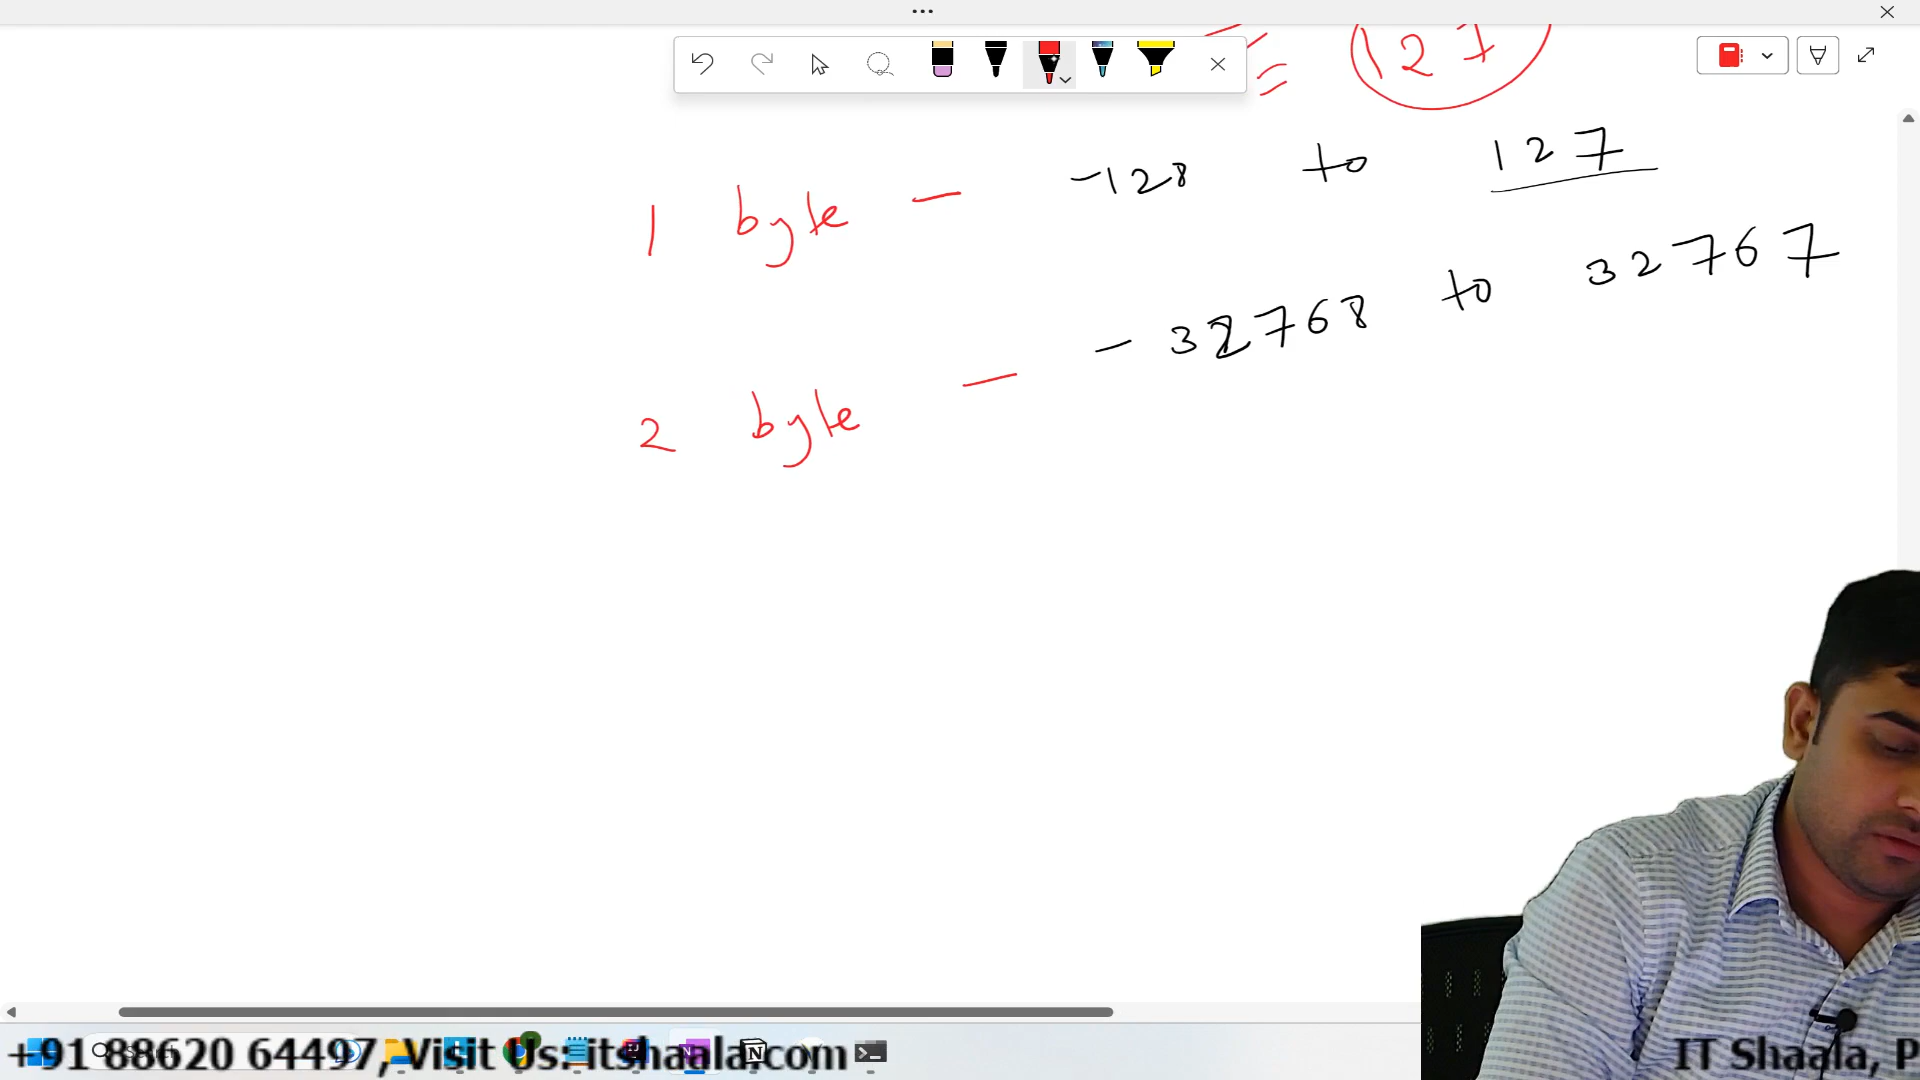 127
1 byte - -128 to 127
2 byte - - 32768 to 32767
+91 88620 64497, Visit Us: itshaala.com
IT Shaala, P